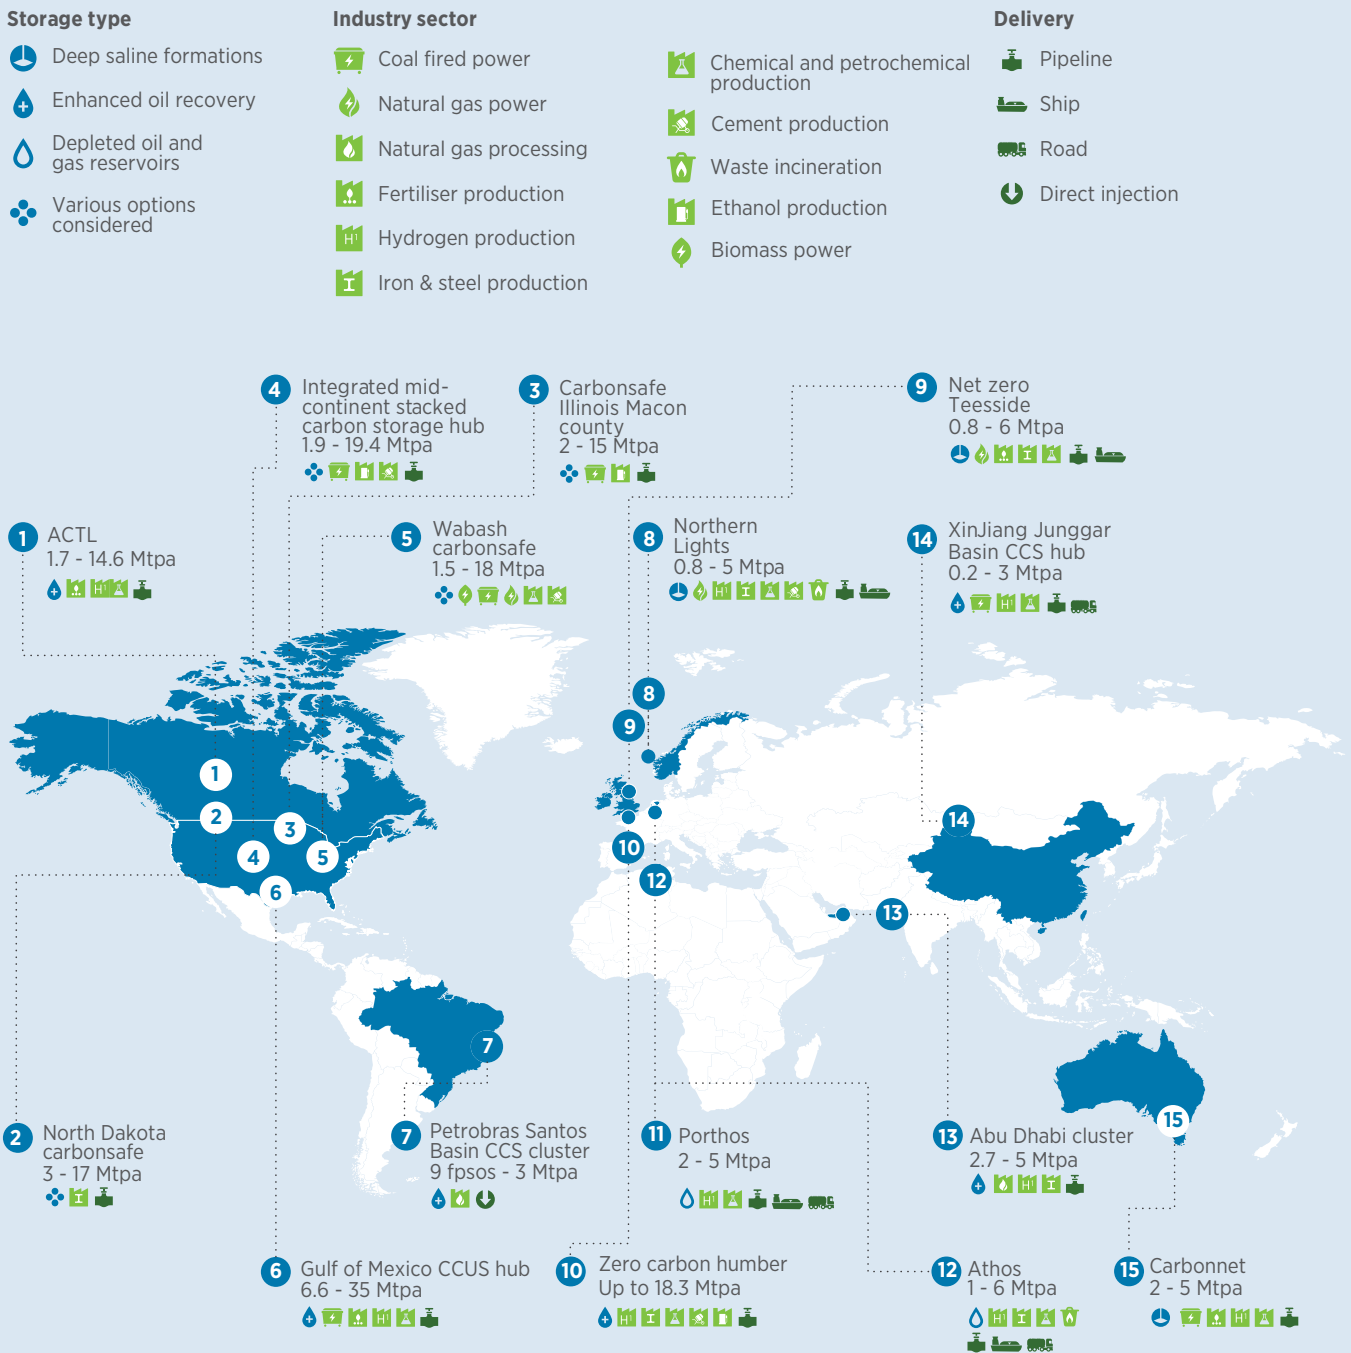 Storage type
Deep saline formations
Enhanced oil recovery
Depleted oil and
gas reservoirs
Various options
considered
Industry sector
Coal fired power
Natural gas power
Natural gas processing
Fertiliser production
Hydrogen production
Iron & steel production
Chemical and petrochemical
production
Cement production
Waste incineration
Ethanol production
Biomass power
Delivery
Pipeline
Ship
Road
Direct injection
4 Integrated mid-
continent stacked
carbon storage hub
1.9 - 19.4 Mtpa
3 Carbonsafe
Illinois Macon
county
2 - 15 Mtpa
9 Net zero
Teesside
0.8 - 6 Mtpa
1 ACTL
1.7 - 14.6 Mtpa
5 Wabash
carbonsafe
1.5 - 18 Mtpa
8 Northern
Lights
0.8 - 5 Mtpa
14 XinJiang Junggar
Basin CCS hub
0.2 - 3 Mtpa
8
9
1
2
3
4
5
6
10
12
14
13
7
15
2 North Dakota
carbonsafe
3 - 17 Mtpa
7 Petrobras Santos
Basin CCS cluster
9 fpsos - 3 Mtpa
11 Porthos
2 - 5 Mtpa
13 Abu Dhabi cluster
2.7 - 5 Mtpa
6 Gulf of Mexico CCUS hub
6.6 - 35 Mtpa
10 Zero carbon humber
Up to 18.3 Mtpa
12 Athos
1 - 6 Mtpa
15 Carbonnet
2 - 5 Mtpa